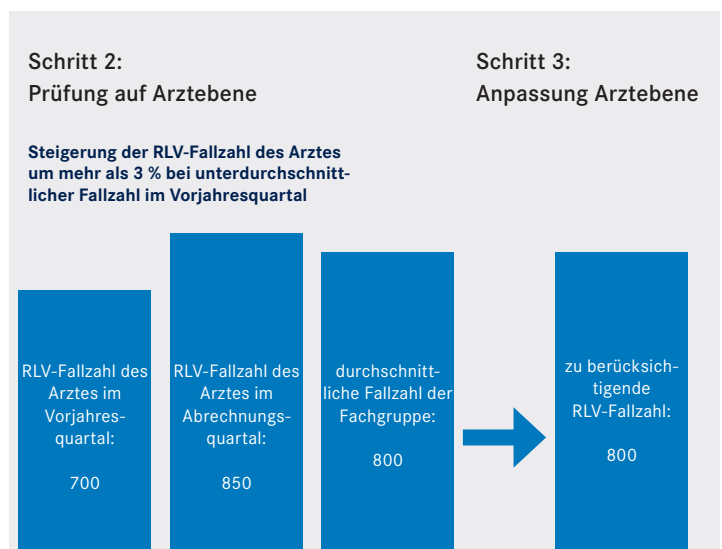 Schritt 2:
Prüfung auf Arztebene
Schritt 3:
Anpassung Arztebene
Steigerung der RLV-Fallzahl des Arztes
um mehr als 3 % bei unterdurchschnitt-
licher Fallzahl im Vorjahresquartal
RLV-Fallzahl des
Arztes im
Vorjahres-
quartal:
700
RLV-Fallzahl des
Arztes im
Abrechnungs-
quartal:
850
durchschnitt-
liche Fallzahl der
Fachgruppe:
800
zu berücksich-
tigende
RLV-Fallzahl:
800